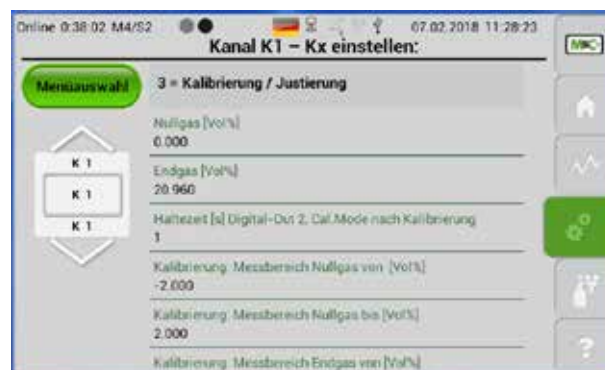 Online 0:38:02 M4/S2
07.02.2018 11:28:23
Kanal K1 – Kx einstellen:
MRC
Menüauswahl
3 = Kalibrierung / Justierung
Nullgas [Vol%]
0.000
K 1
Endgas [Vol%]
20.960
K 1
Haltezeit [s] Digital-Out 2, Cal.Mode nach Kalibrierung
K 1
1
Kalibrierung: Messbereich Nullgas von [Vol%]
-2.000
Kalibrierung: Messbereich Nullgas bis [Vol%]
2.000
Kalibrierung: Messbereich Endgas von [Vol%]
?